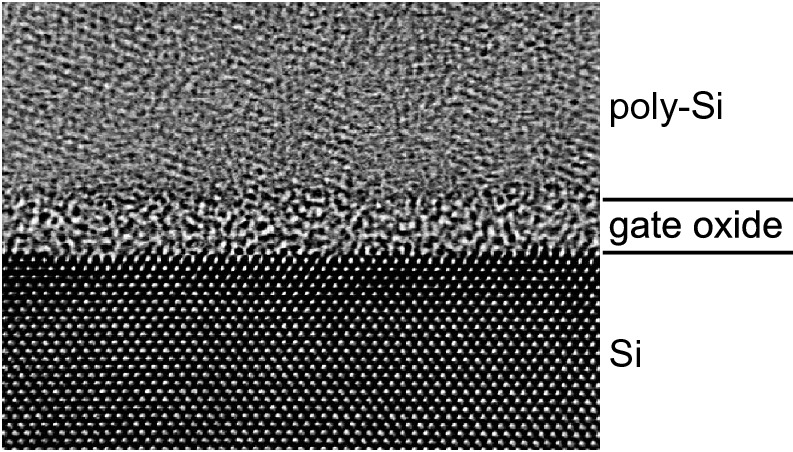 poly-Si
gate oxide
Si